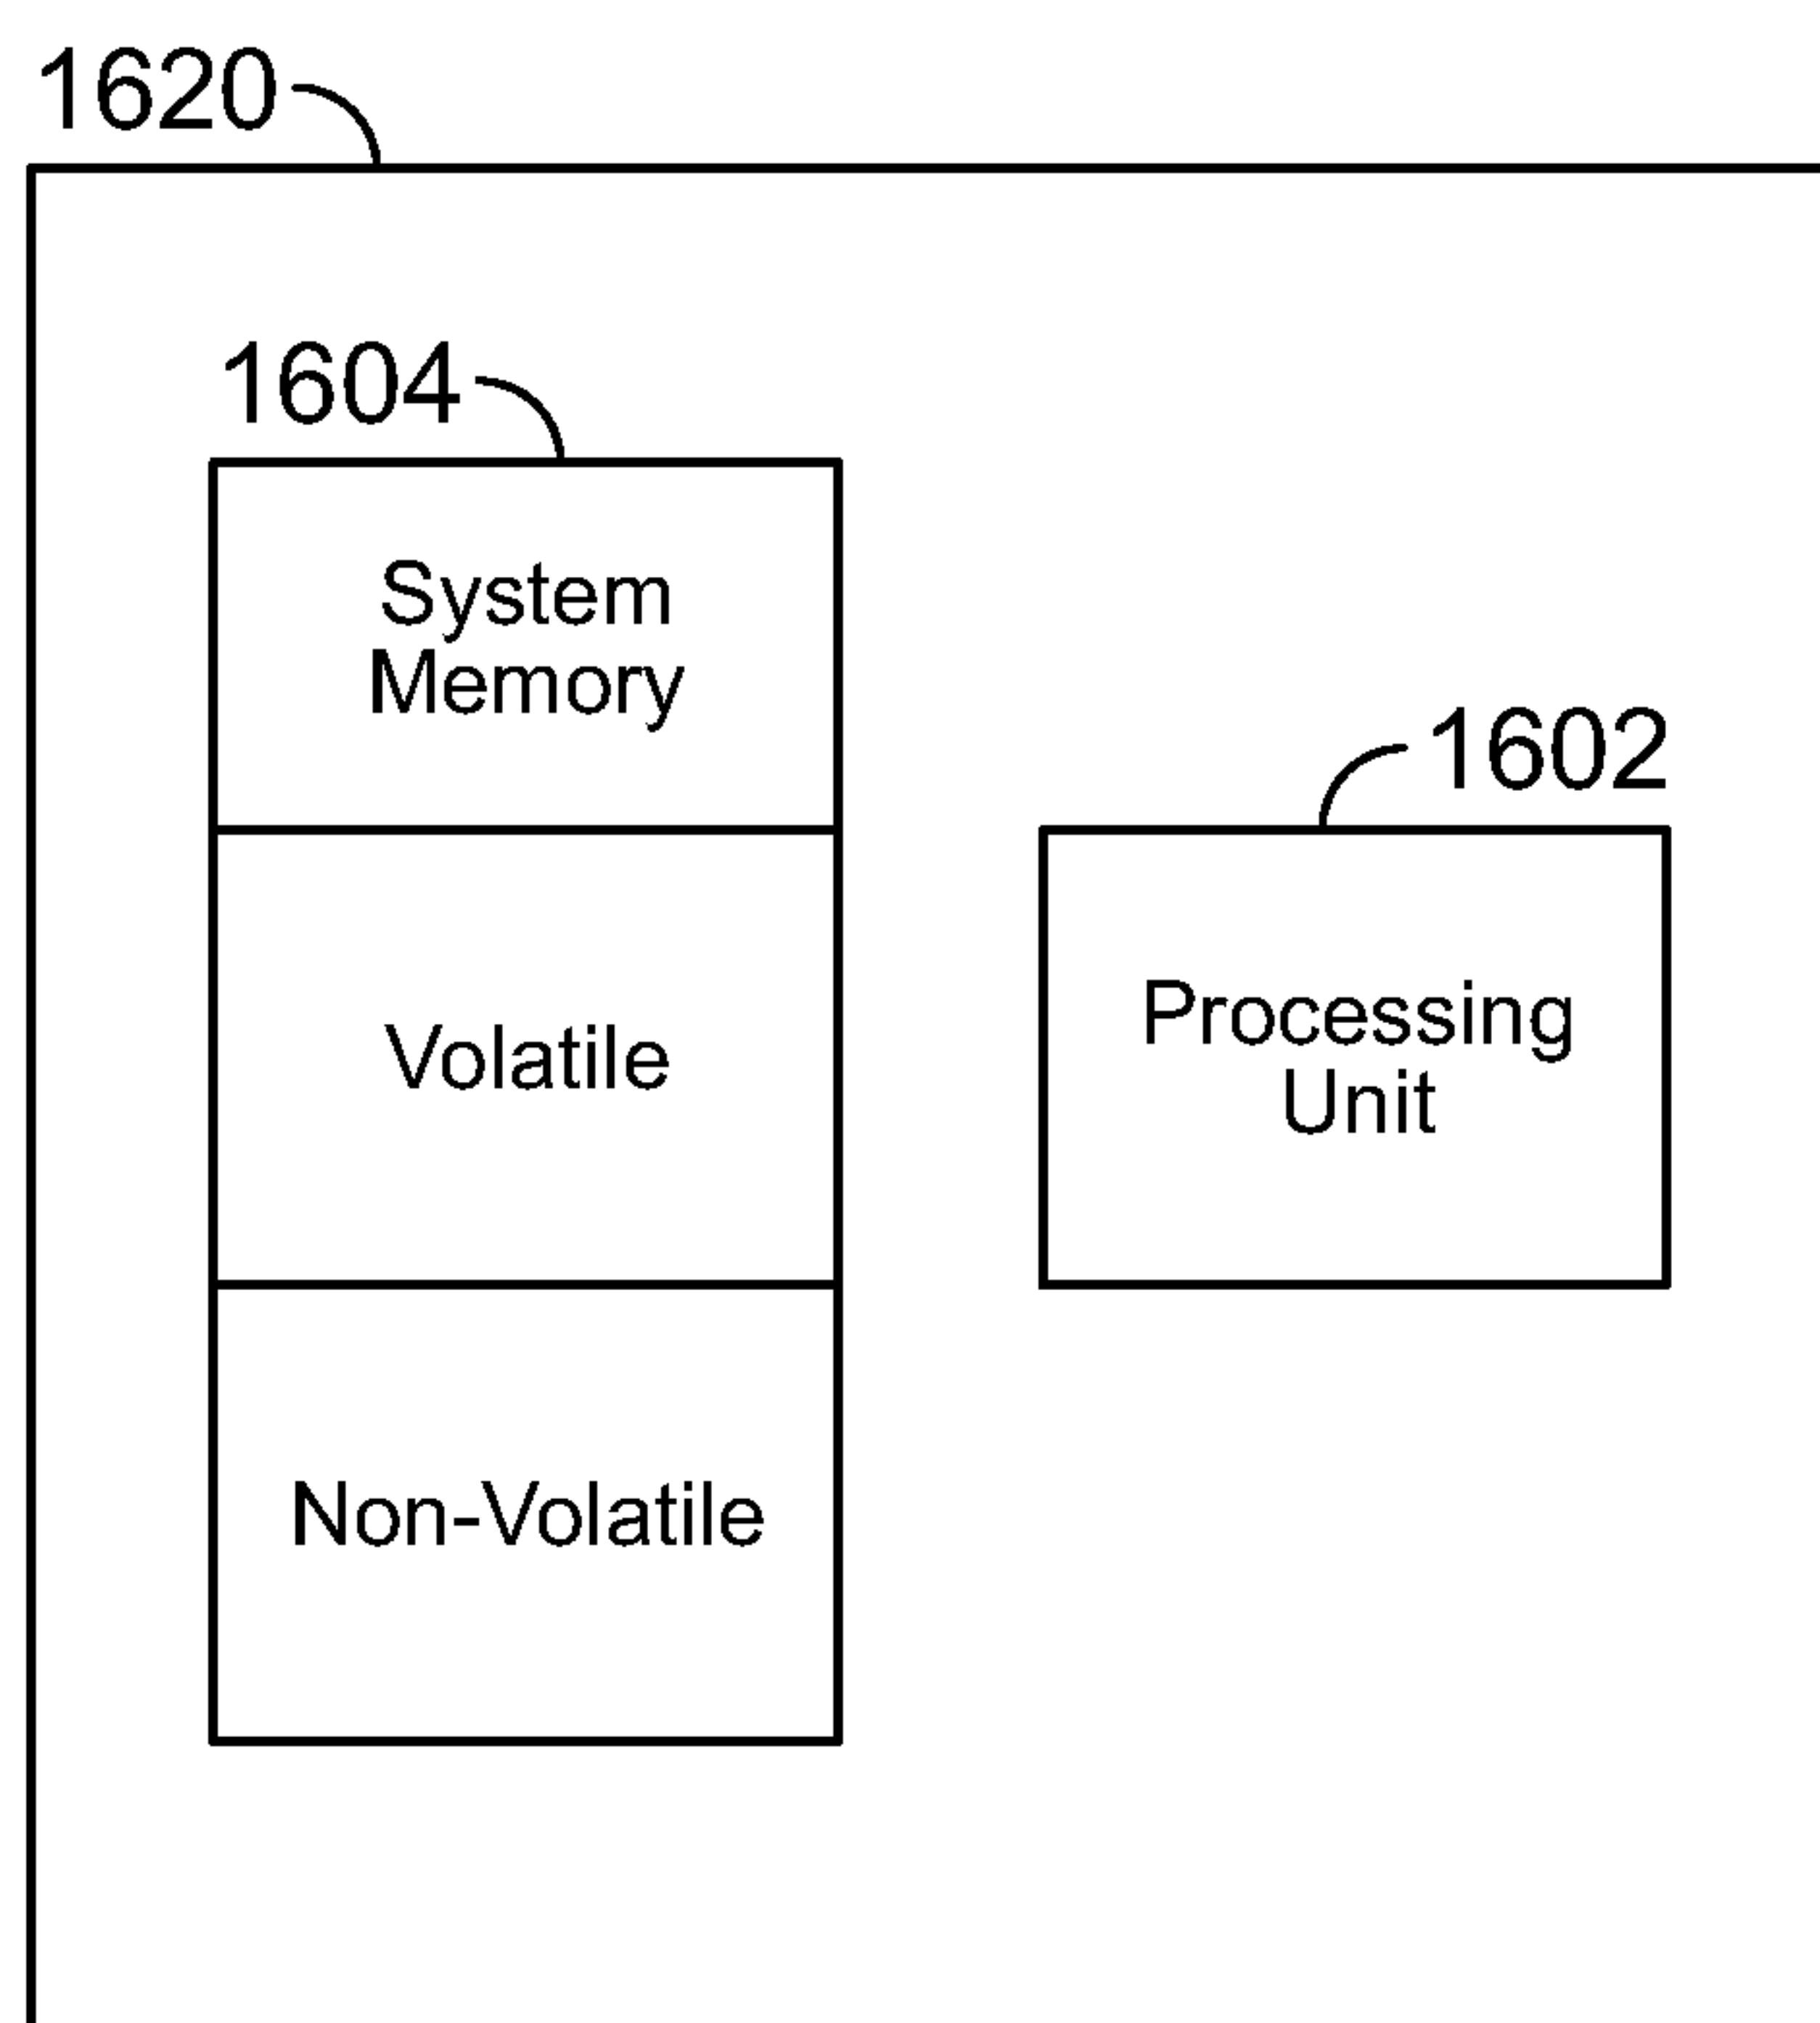 1620
1604
System
Memory
1602
Volatile
Processing
Unit
Non-Volatile